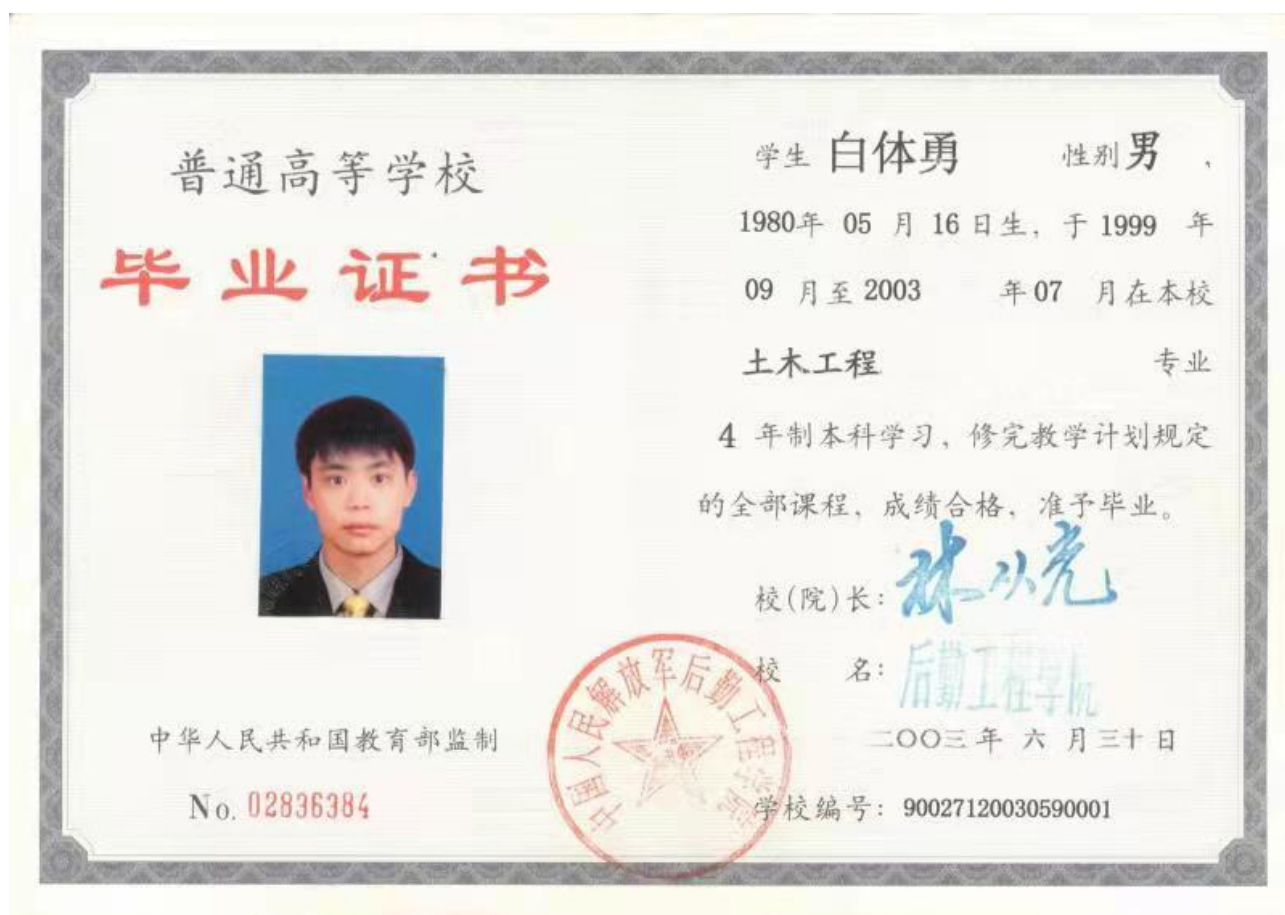 普通高等学校
毕业证书
中华人民共和国教育部监制
No. 02836384
学生 白体勇 性别 男 ，
1980年 05 月 16 日生，于 1999 年
09 月至 2003 年 07 月在本校
土木工程 专业
4 年制本科学习，修完教学计划规定
的全部课程，成绩合格，准予毕业。
校(院)长：
校 名：后勤工程学院
二〇〇三年 六 月三十日
学校编号：90027120030590001
中国人民解放军后勤工程学院